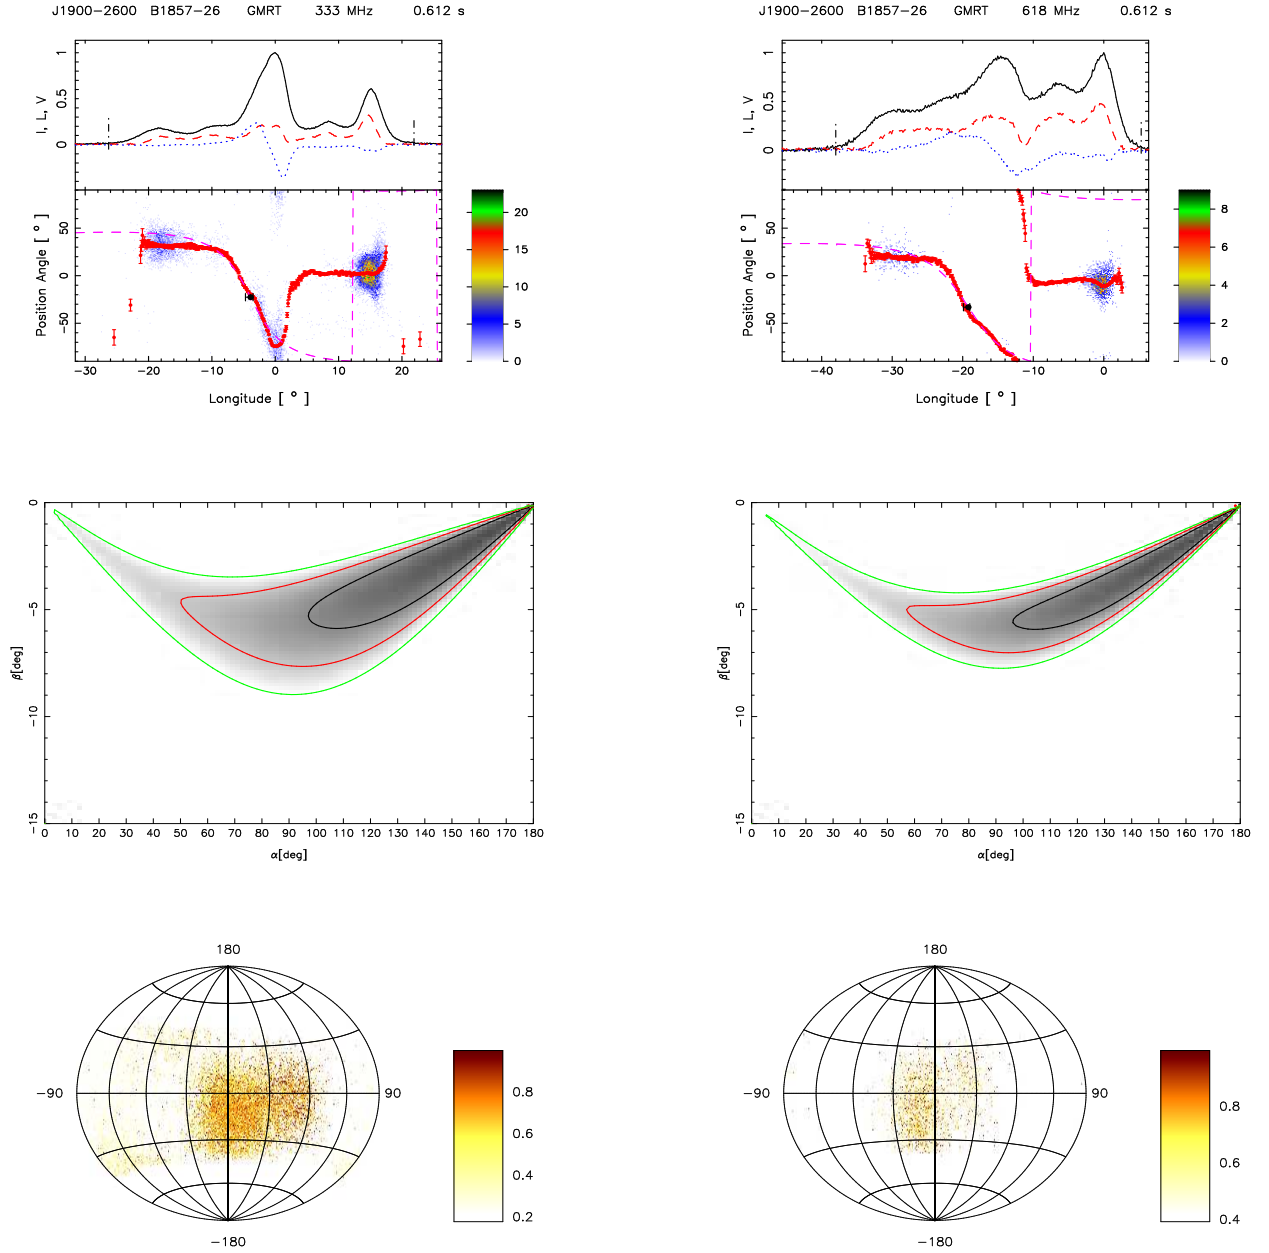 J1900-2600 B1857-26 GMRT 333 MHz 0.612 s
I, L, V
1
0.5
0
Position Angle [ ° ]
50
0
-50
20
15
10
5
0
-30 -20 -10 0 10 20
Longitude [ ° ]
J1900-2600 B1857-26 GMRT 618 MHz 0.612 s
I, L, V
1
0.5
0
Position Angle [ ° ]
50
0
-50
8
6
4
2
0
-40 -30 -20 -10 0
Longitude [ ° ]
β[deg]
0
-5
-10
-15
0 10 20 30 40 50 60 70 80 90 100 110 120 130 140 150 160 170 180
α[deg]
β[deg]
0
-5
-10
-15
0 10 20 30 40 50 60 70 80 90 100 110 120 130 140 150 160 170 180
α[deg]
180
-90 90
-180
0.8
0.6
0.4
0.2
180
-90 90
-180
0.8
0.6
0.4